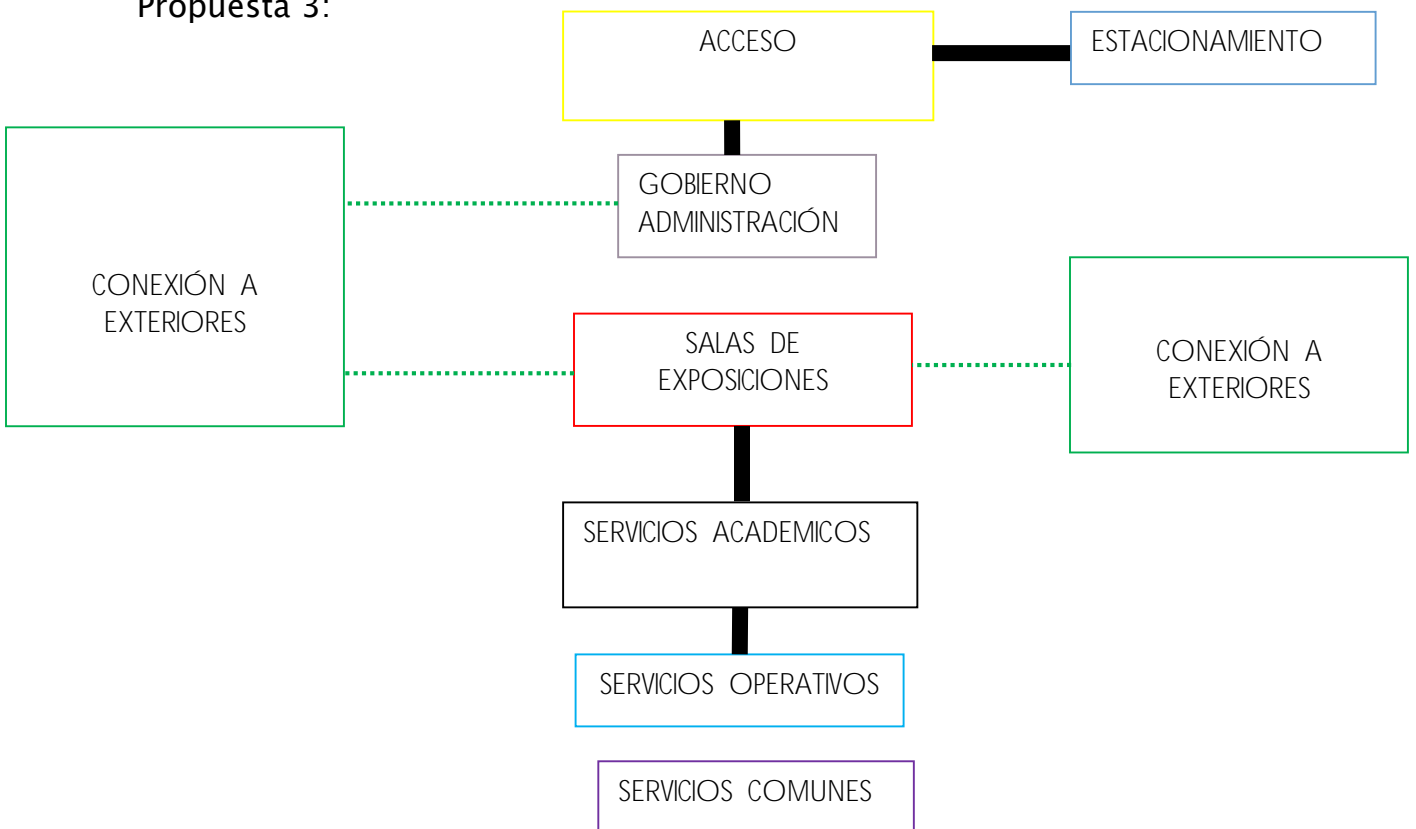 Propuesta 3:
ACCESO
ESTACIONAMIENTO
GOBIERNO
ADMINISTRACIÓN
CONEXIÓN A
EXTERIORES
SALAS DE
EXPOSICIONES
CONEXIÓN A
EXTERIORES
SERVICIOS ACADEMICOS
SERVICIOS OPERATIVOS
SERVICIOS COMUNES